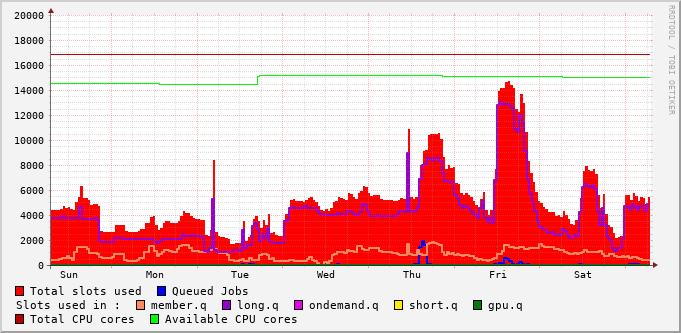 20000
18000
16000
14000
12000
10000
8000
6000
4000
2000
0
Sun Mon Tue Wed Thu Fri Sat
Total slots used Queued Jobs
Slots used in : member.q long.q ondemand.q short.q gpu.q
Total CPU cores Available CPU cores
RRDTOOL / TOBI OETIKER